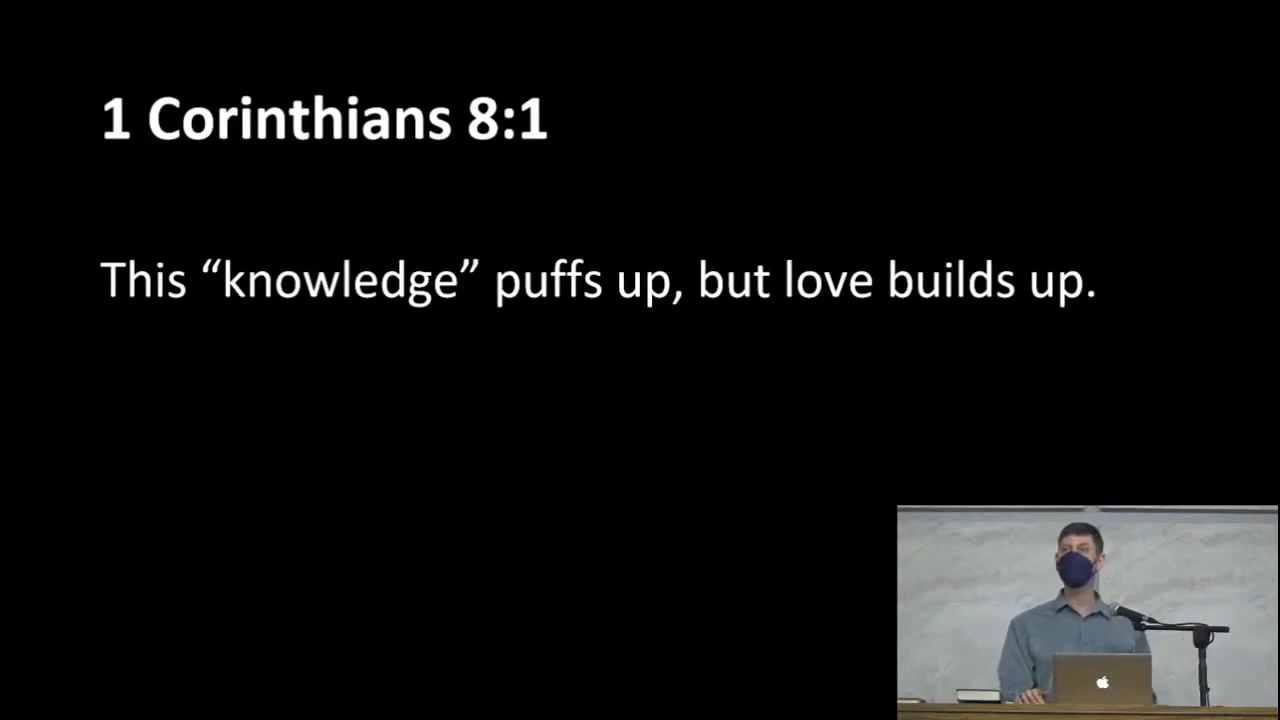 1 Corinthians 8:1
This “knowledge” puffs up, but love builds up.